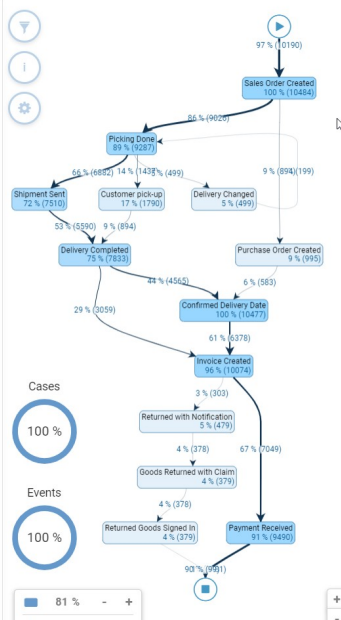 97 % (10190)
Sales Order Created
100 % (10484)
86 % (9026)
Picking Done
89 % (9287)
66 % (6882)
14 % (1437
(499)
9 % (894)
(199)
Shipment Sent
72 % (7510)
Customer pick-up
17 % (1790)
Delivery Changed
5 % (499)
53 % (5590)
9 % (894)
Delivery Completed
75 % (7833)
Purchase Order Created
9 % (995)
44 % (4565)
6 % (583)
Confirmed Delivery Date
100 % (10477)
29 % (3059)
61 % (6378)
Invoice Created
96 % (10074)
Cases
100 %
3 % (303)
Returned with Notification
5 % (479)
4 % (378)
67 % (7049)
Goods Returned with Claim
4 % (379)
Events
100 %
4 % (378)
Returned Goods Signed In
4 % (379)
Payment Received
91 % (9490)
81 % - +
+